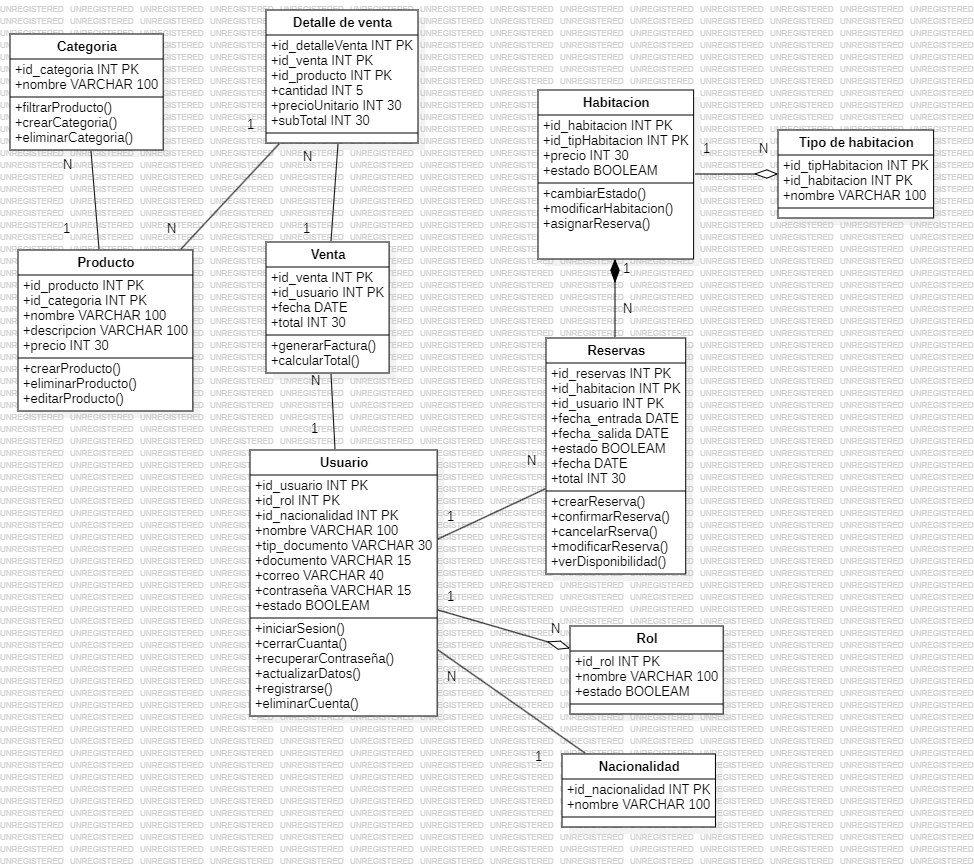 Categoria
+id_categoria INT PK
+nombre VARCHAR 100
+filtrarProducto()
+crearCategoria()
+eliminarCategoria()
N
1
Detalle de venta
+id_detalleVenta INT PK
+id_venta INT PK
+id_producto INT PK
+cantidad INT 5
+precioUnitario INT 30
+subTotal INT 30
1
N
N
1
Producto
+id_producto INT PK
+id_categoria INT PK
+nombre VARCHAR 100
+descripcion VARCHAR 100
+precio INT 30
+crearProducto()
+eliminarProducto()
+editarProducto()
Venta
+id_venta INT PK
+id_usuario INT PK
+fecha DATE
+total INT 30
+generarFactura()
+calcularTotal()
N
1
Habitacion
+id_habitacion INT PK
+id_tipHabitacion INT PK
+precio INT 30
+estado BOOLEAM
+cambiarEstado()
+modificarHabitacion()
+asignarReserva()
1
N
Tipo de habitacion
+id_tipHabitacion INT PK
+id_habitacion INT PK
+nombre VARCHAR 100
1
N
Reservas
+id_reservas INT PK
+id_habitacion INT PK
+id_usuario INT PK
+fecha_entrada DATE
+fecha_salida DATE
+estado BOOLEAM
+fecha DATE
+total INT 30
+crearReserva()
+confirmarReserva()
+cancelarRserva()
+modificarReserva()
+verDisponibilidad()
N
1
Usuario
+id_usuario INT PK
+id_rol INT PK
+id_nacionalidad INT PK
+nombre VARCHAR 100
+tip_documento VARCHAR 30
+documento VARCHAR 15
+correo VARCHAR 40
+contraseña VARCHAR 15
+estado BOOLEAM
+iniciarSesion()
+cerrarCuanta()
+recuperarContraseña()
+actualizarDatos()
+registrarse()
+eliminarCuenta()
1
N
Rol
+id_rol INT PK
+nombre VARCHAR 100
+estado BOOLEAM
N
1
Nacionalidad
+id_nacionalidad INT PK
+nombre VARCHAR 100
UNREGISTERED